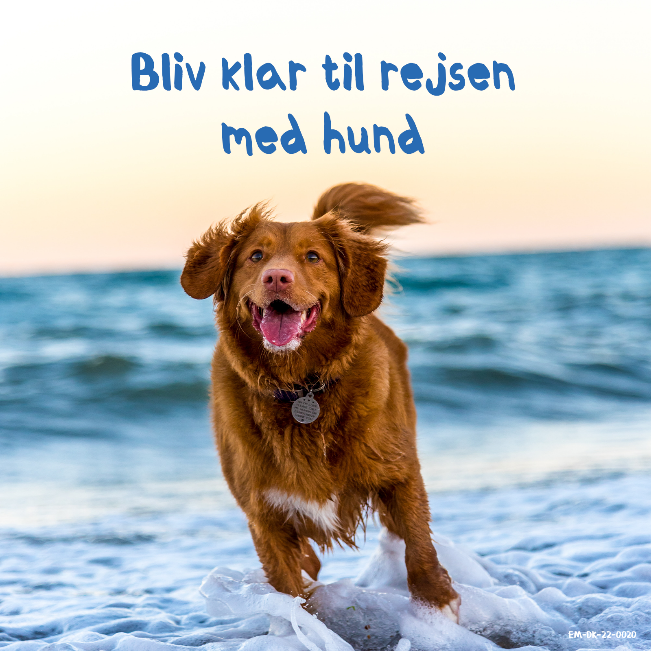 Bliv klar til rejsen
med hund
EM-DK-22-0020